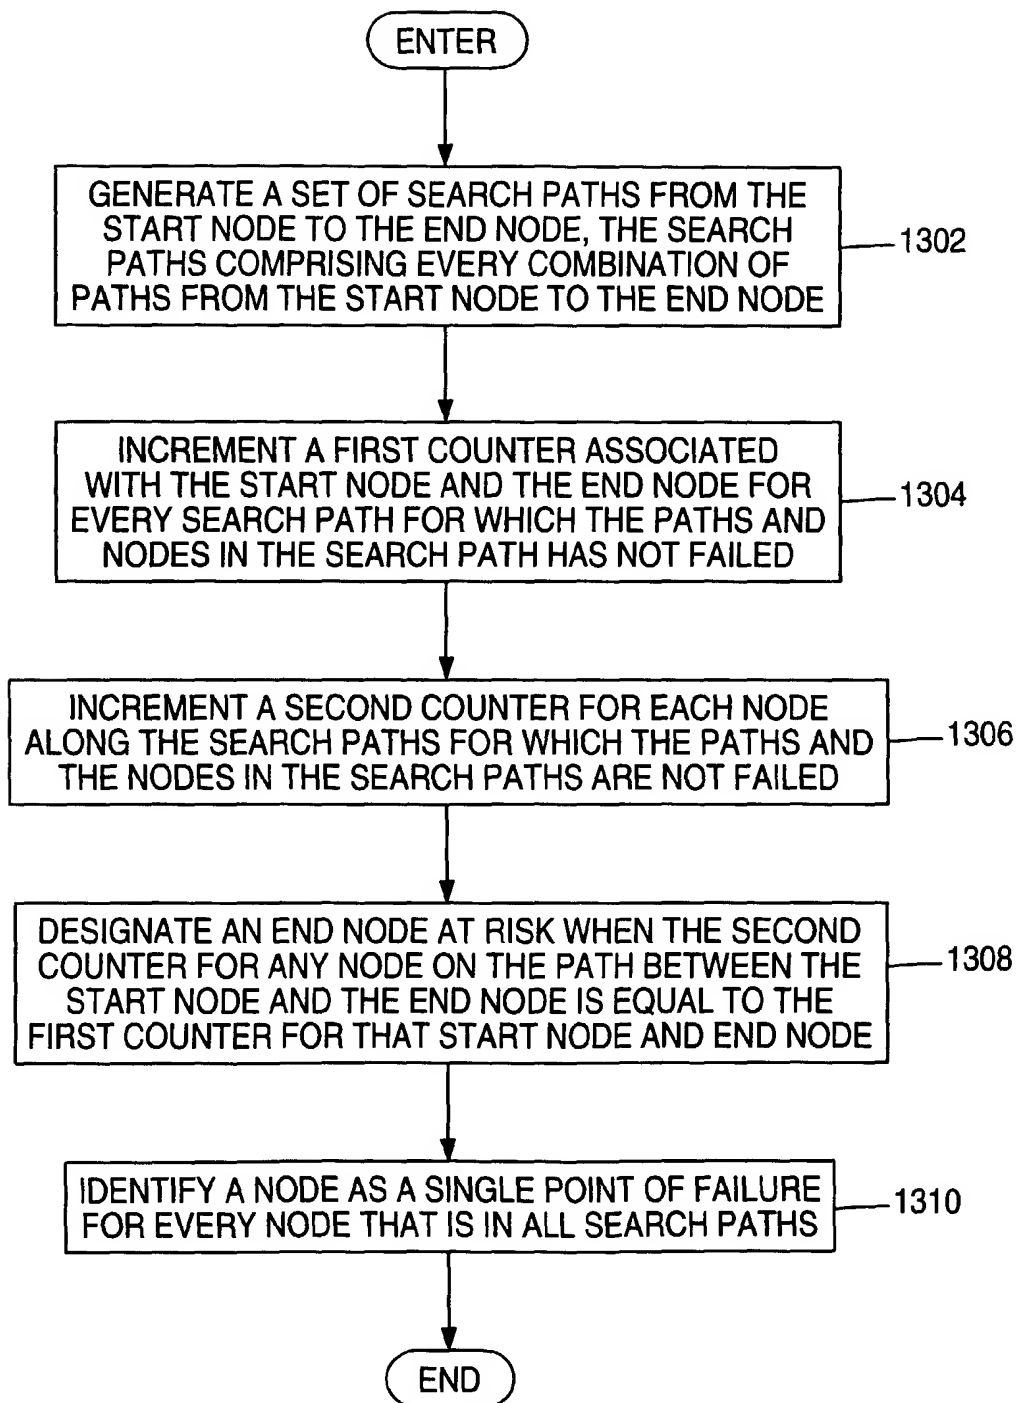 ENTER
GENERATE A SET OF SEARCH PATHS FROM THE
START NODE TO THE END NODE, THE SEARCH
PATHS COMPRISING EVERY COMBINATION OF
PATHS FROM THE START NODE TO THE END NODE
1302
INCREMENT A FIRST COUNTER ASSOCIATED
WITH THE START NODE AND THE END NODE FOR
EVERY SEARCH PATH FOR WHICH THE PATHS AND
NODES IN THE SEARCH PATH HAS NOT FAILED
1304
INCREMENT A SECOND COUNTER FOR EACH NODE
ALONG THE SEARCH PATHS FOR WHICH THE PATHS AND
THE NODES IN THE SEARCH PATHS ARE NOT FAILED
1306
DESIGNATE AN END NODE AT RISK WHEN THE SECOND
COUNTER FOR ANY NODE ON THE PATH BETWEEN THE
START NODE AND THE END NODE IS EQUAL TO THE
FIRST COUNTER FOR THAT START NODE AND END NODE
1308
IDENTIFY A NODE AS A SINGLE POINT OF FAILURE
FOR EVERY NODE THAT IS IN ALL SEARCH PATHS
1310
END